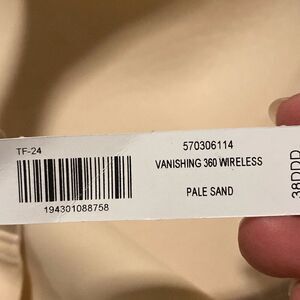 TF-24
194301088758
570306114
VANISHING 360 WIRELESS
PALE SAND
38DDD